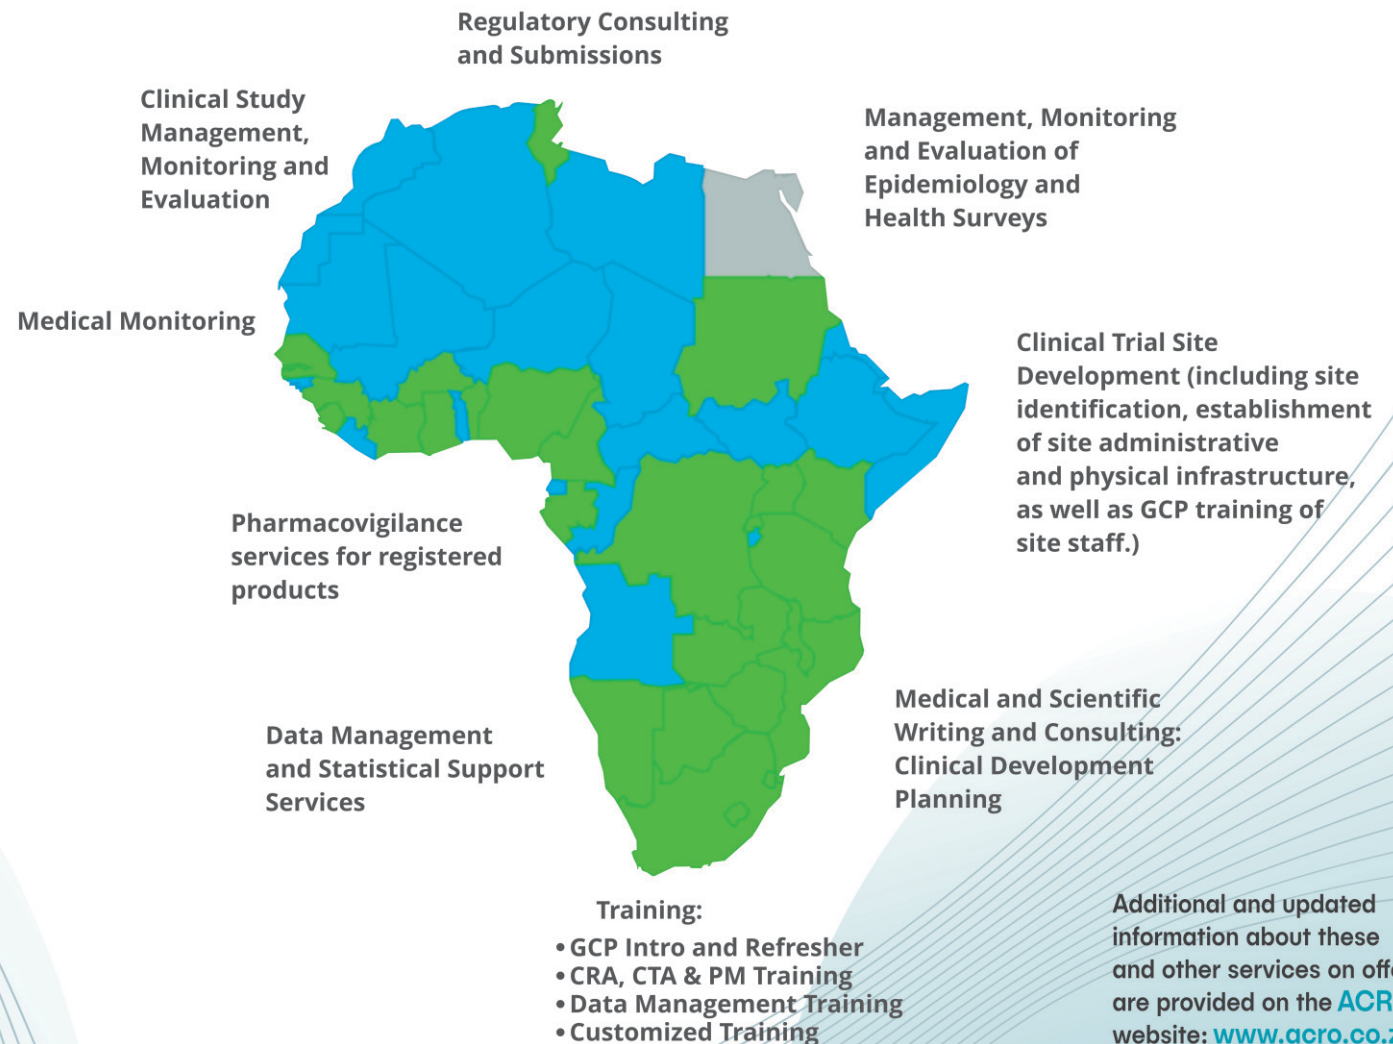 Regulatory Consulting
and Submissions
Clinical Study
Management,
Monitoring and
Evaluation
Management, Monitoring
and Evaluation of
Epidemiology and
Health Surveys
Medical Monitoring
Clinical Trial Site
Development (including site
identification, establishment
of site administrative
and physical infrastructure,
as well as GCP training of
site staff.)
Pharmacovigilance
services for registered
products
Medical and Scientific
Writing and Consulting:
Clinical Development
Planning
Data Management
and Statistical Support
Services
Training:
• GCP Intro and Refresher
• CRA, CTA & PM Training
• Data Management Training
• Customized Training
Additional and updated
information about these
and other services on
are provided on the
website: